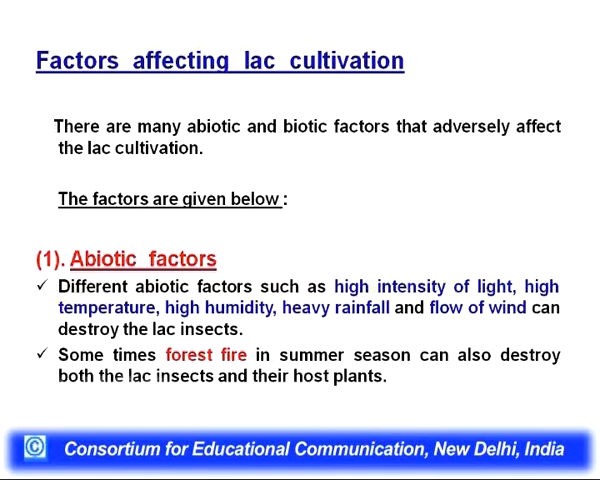 Factors affecting lac cultivation
There are many abiotic and biotic factors that adversely affect
the lac cultivation.
The factors are given below :
(1). Abiotic factors
✓ Different abiotic factors such as high intensity of light, high
temperature, high humidity, heavy rainfall and flow of wind can
destroy the lac insects.
✓ Some times forest fire in summer season can also destroy
both the lac insects and their host plants.
© Consortium for Educational Communication, New Delhi, India